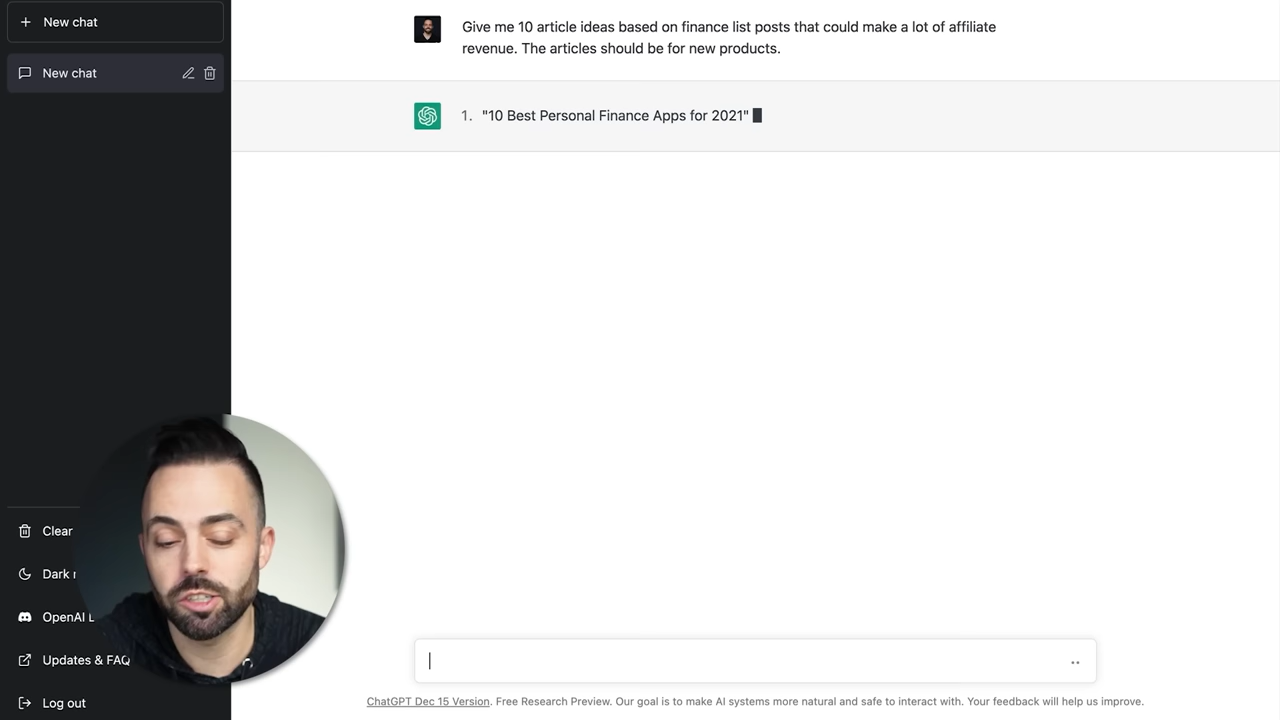 New chat
New chat
Clear
Dark
OpenAI
Updates & FAQ
Log out
Give me 10 article ideas based on finance list posts that could make a lot of affiliate
revenue. The articles should be for new products.
1. "10 Best Personal Finance Apps for 2021"
ChatGPT Dec 15 Version. Free Research Preview. Our goal is to make AI systems more natural and safe to interact with. Your feedback will help us improve.